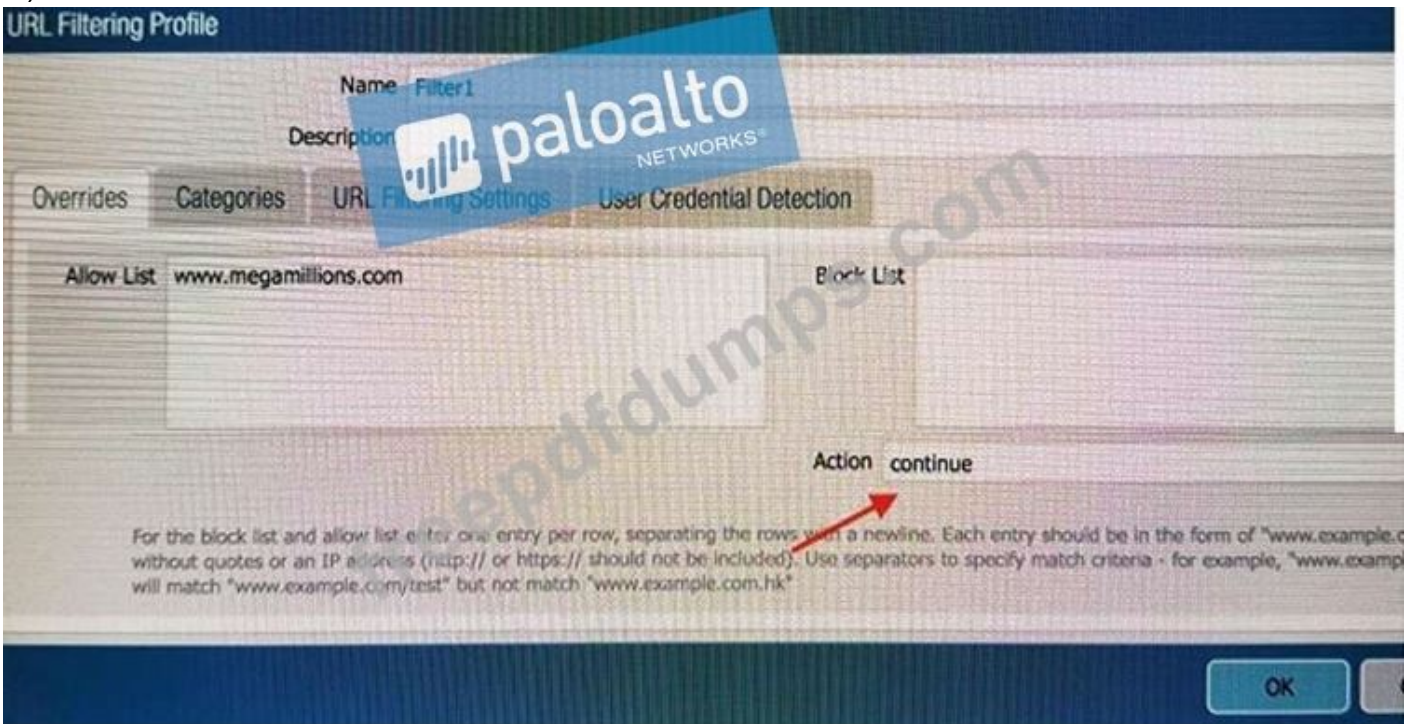 URL Filtering Profile
Name Filter1
Description
paloalto
NETWORKS®
Overrides Categories URL Filtering Settings User Credential Detection
Allow List www.megamillions.com Block List
Action continue
For the block list and allow list enter one entry per row, separating the rows with a newline. Each entry should be in the form of "www.example.c
without quotes or an IP address (http:// or https:// should not be included). Use separators to specify match criteria - for example, "www.examp
will match "www.example.com/test" but not match "www.example.com.hk"
OK
epdfdumps.com